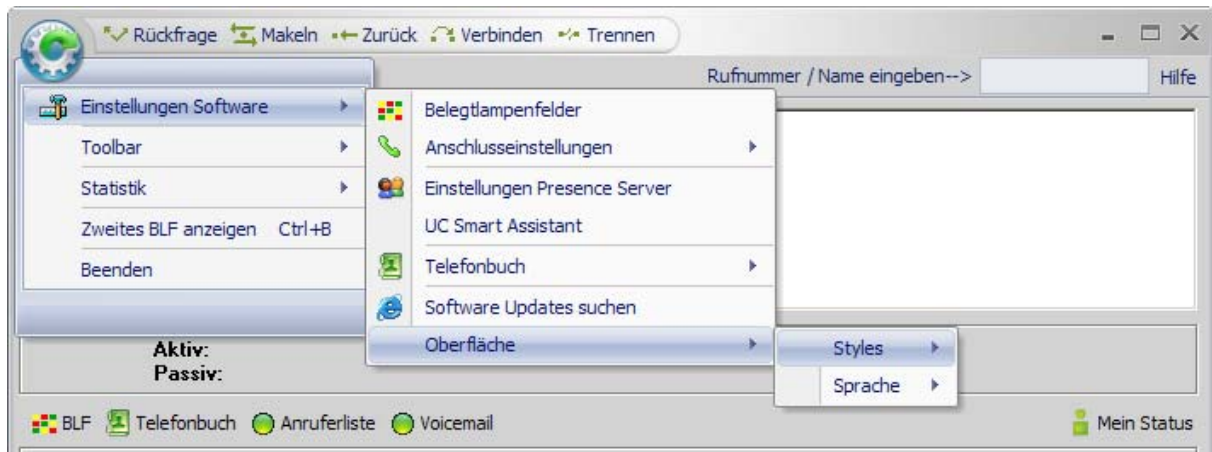 Rückfrage Makeln Zurück Verbinden Trennen
Rufnummer / Name eingeben-->
Hilfe
Einstellungen Software
Toolbar
Statistik
Zweites BLF anzeigen Ctrl+B
Beenden
Belegtlampenfelder
Anschlusseinstellungen
Einstellungen Presence Server
UC Smart Assistant
Telefonbuch
Software Updates suchen
Oberfläche
Styles
Sprache
Aktiv:
Passiv:
BLF Telefonbuch Anruferliste Voicemail
Mein Status